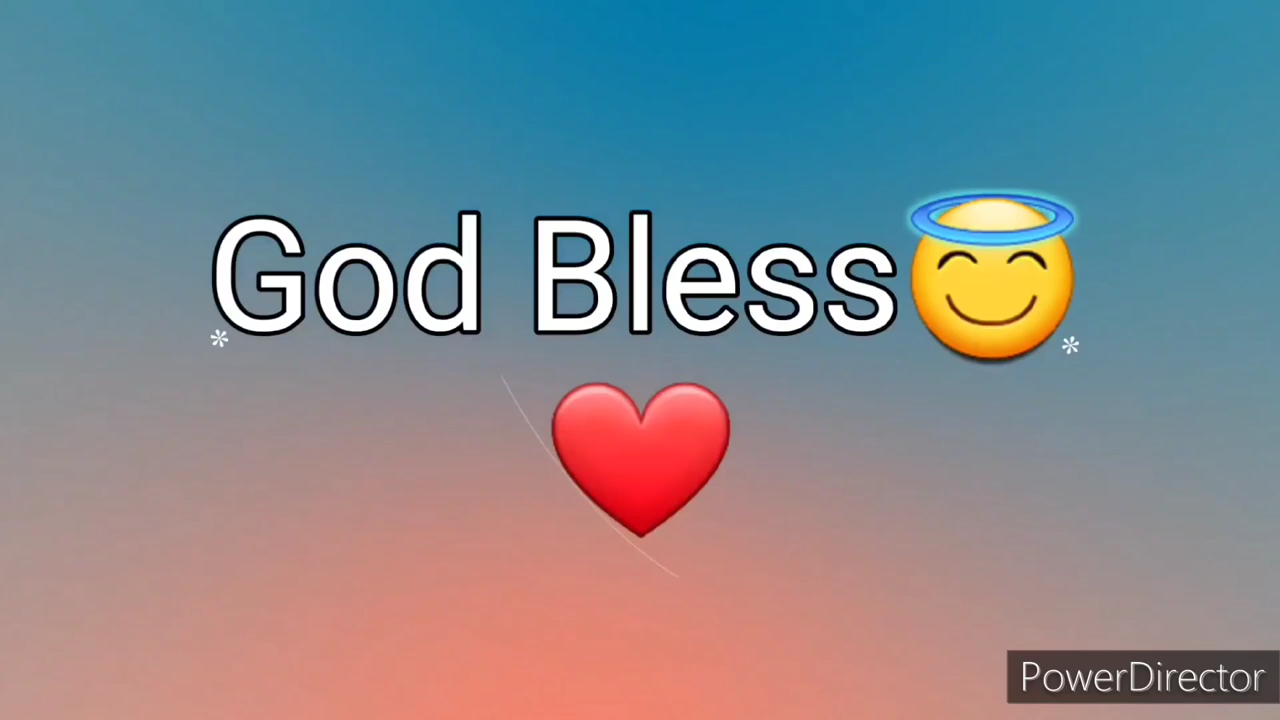 God Bless😇
* *
❤️
PowerDirector